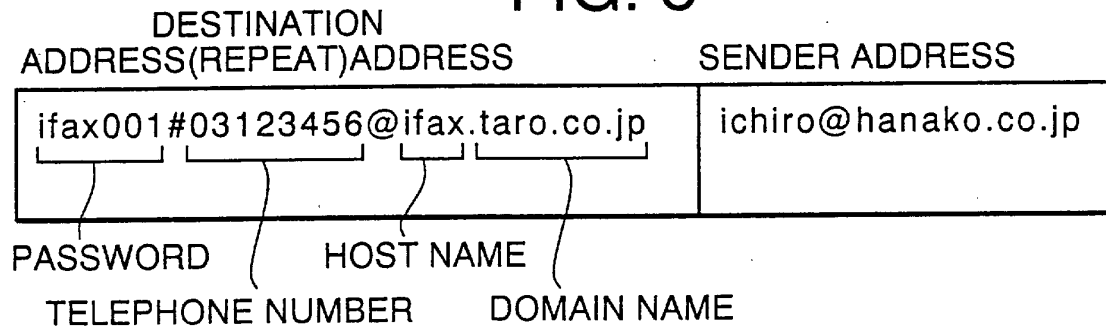 DESTINATION
ADDRESS(REPEAT)ADDRESS
SENDER ADDRESS
ifax001#03123456@ifax.taro.co.jp
ichiro@hanako.co.jp
PASSWORD
HOST NAME
TELEPHONE NUMBER
DOMAIN NAME